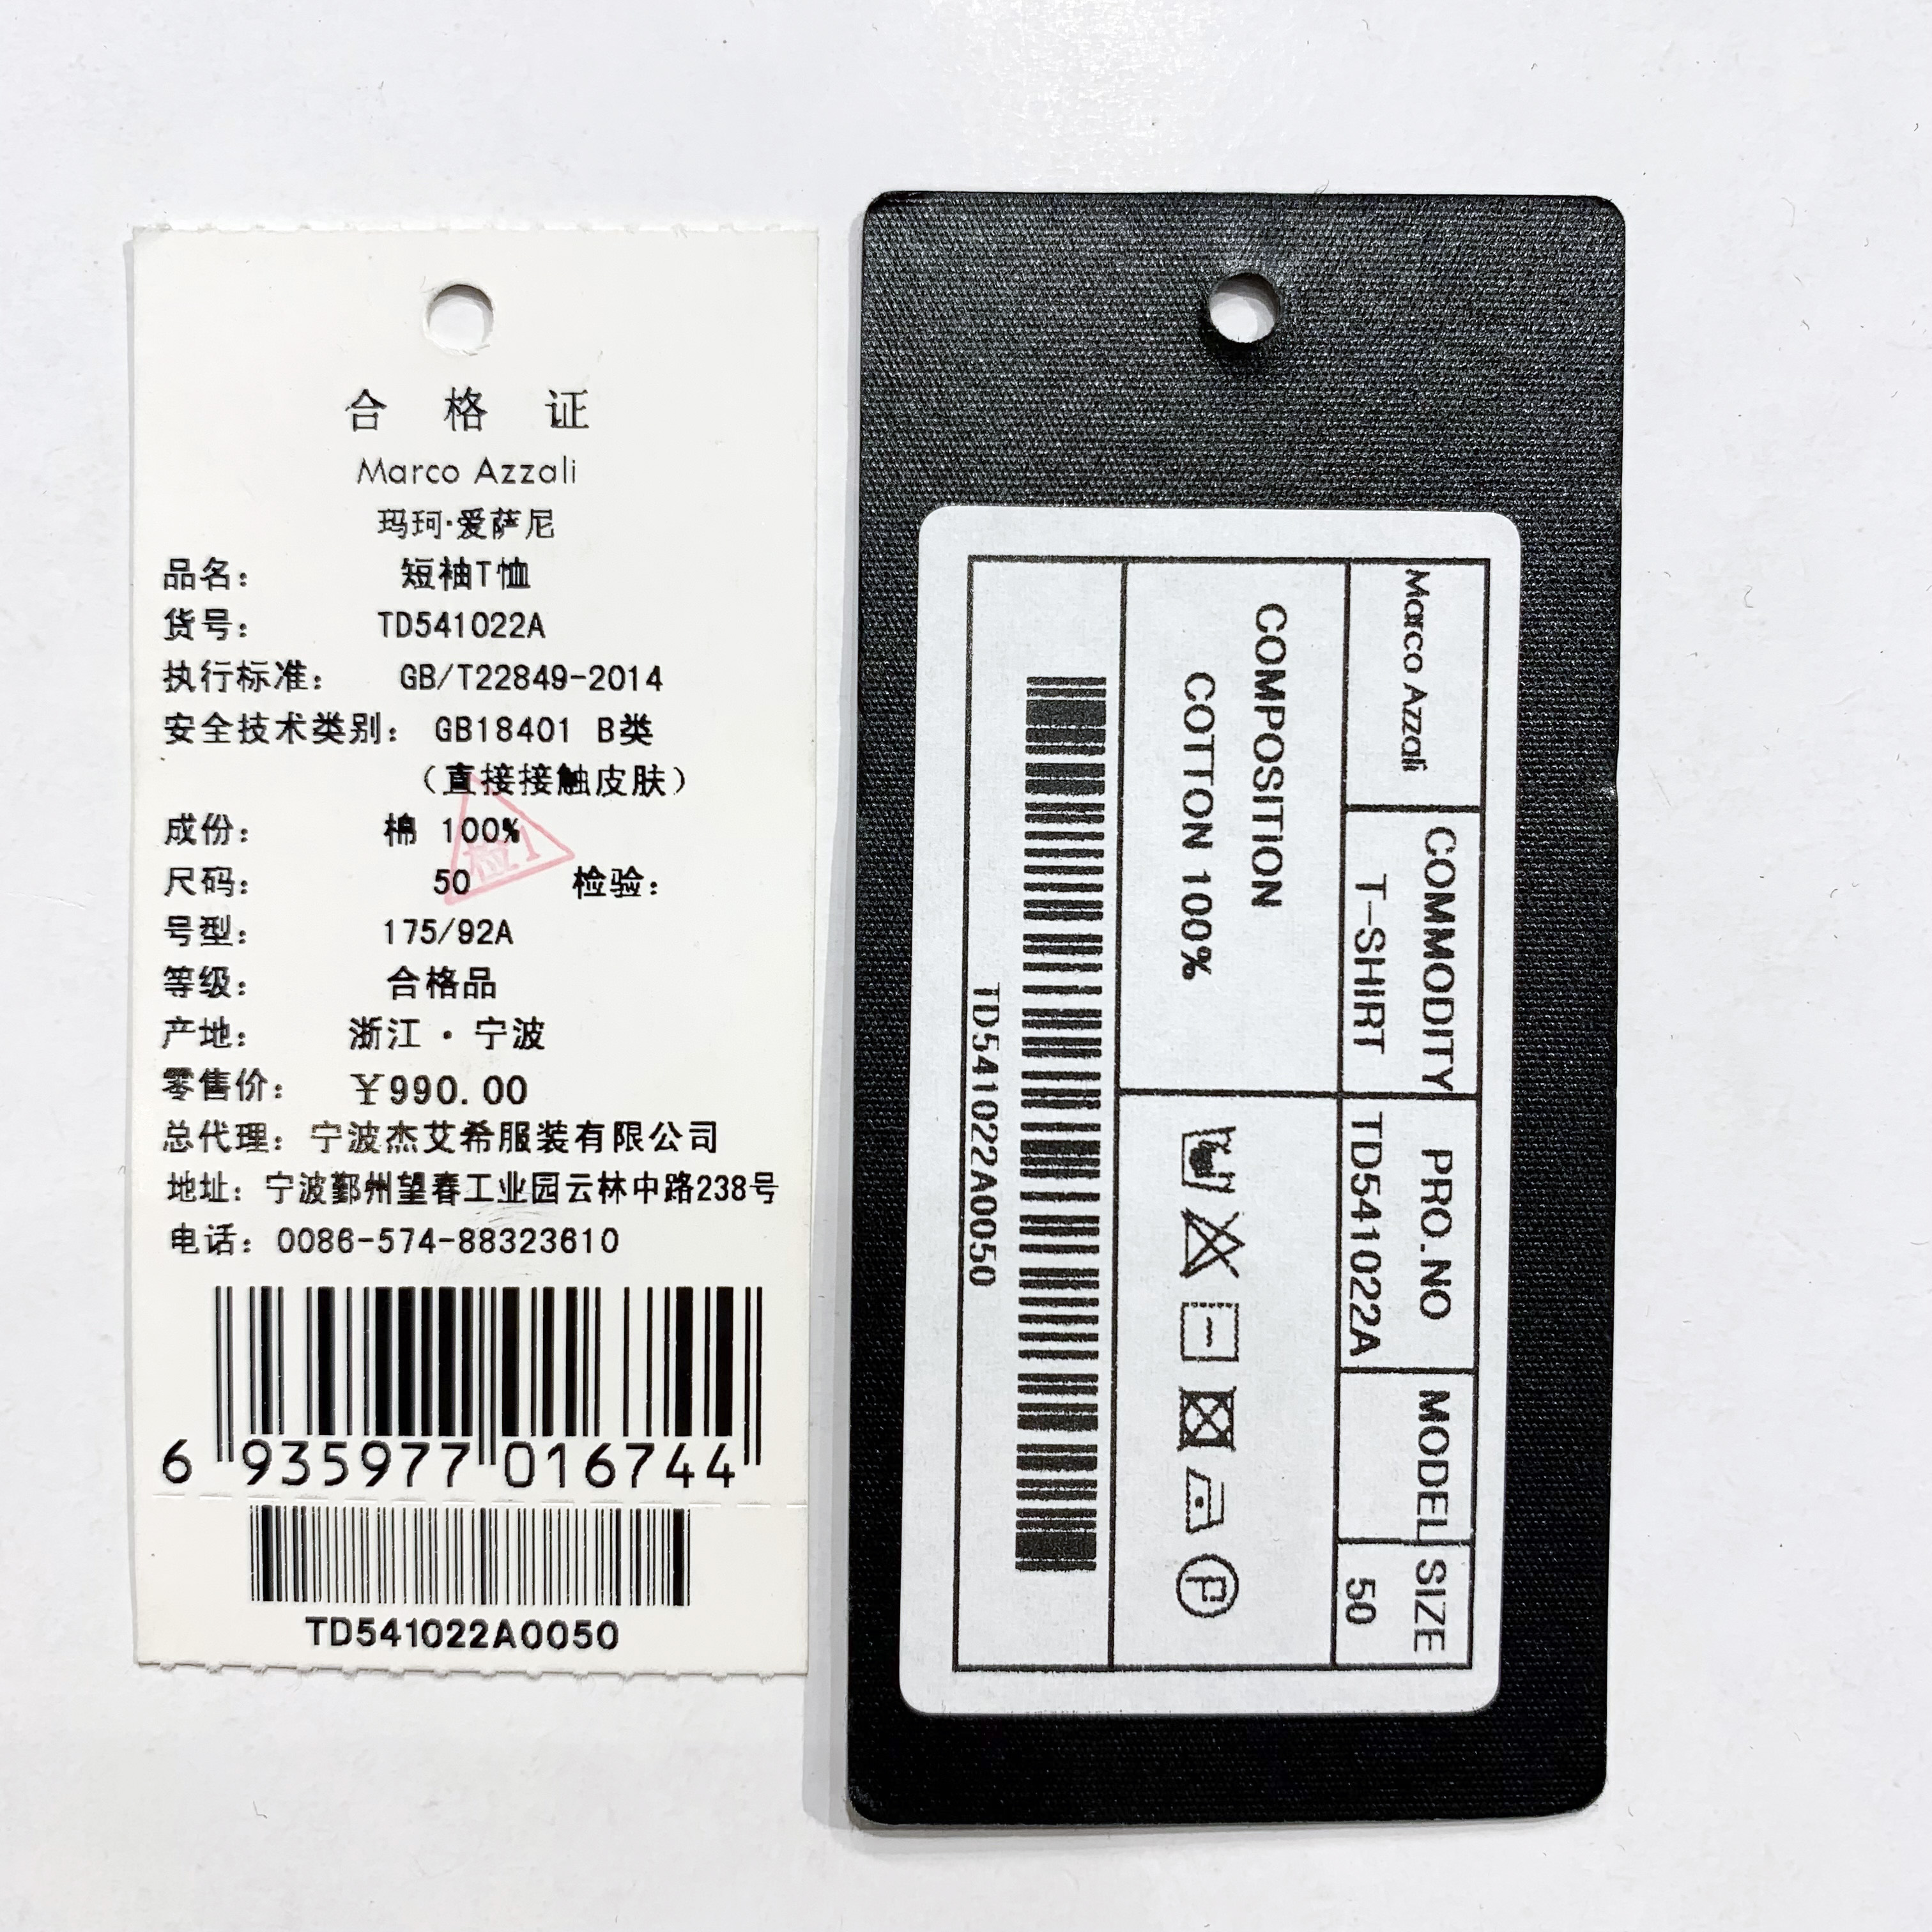 合 格 证
Marco Azzali
玛珂·爱萨尼
品名： 短袖T恤
货号： TD541022A
执行标准： GB/T22849-2014
安全技术类别： GB18401 B类
（直接接触皮肤）
成份： 棉 100%
检1
尺码： 50 检验：
号型： 175/92A
等级： 合格品
产地： 浙江·宁波
零售价： ￥990.00
总代理：宁波杰艾希服装有限公司
地址：宁波鄞州望春工业园云林中路238号
电话：0086-574-88323610
6 935977 016744
TD541022A0050
Marco Azzali
COMMODITY
T-SHIRT
PRO.NO
TD541022A
MODEL
SIZE
50
COMPOSITION
COTTON 100%
P
TD541022A0050